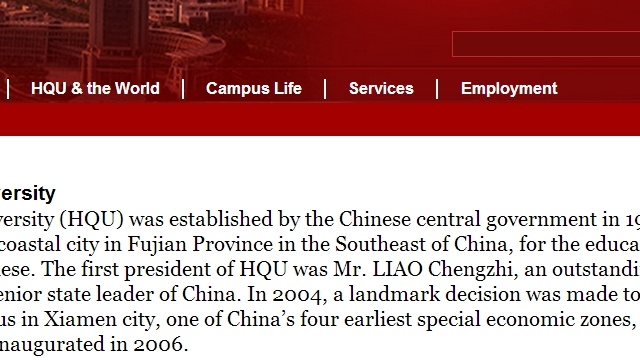 HQU & the World
Campus Life
Services
Employment
ersity
versity (HQU) was established by the Chinese central government in 19
coastal city in Fujian Province in the Southeast of China, for the educa
nese. The first president of HQU was Mr. LIAO Chengzhi, an outstandi
enior state leader of China. In 2004, a landmark decision was made to
us in Xiamen city, one of China's four earliest special economic zones,
naugurated in 2006.